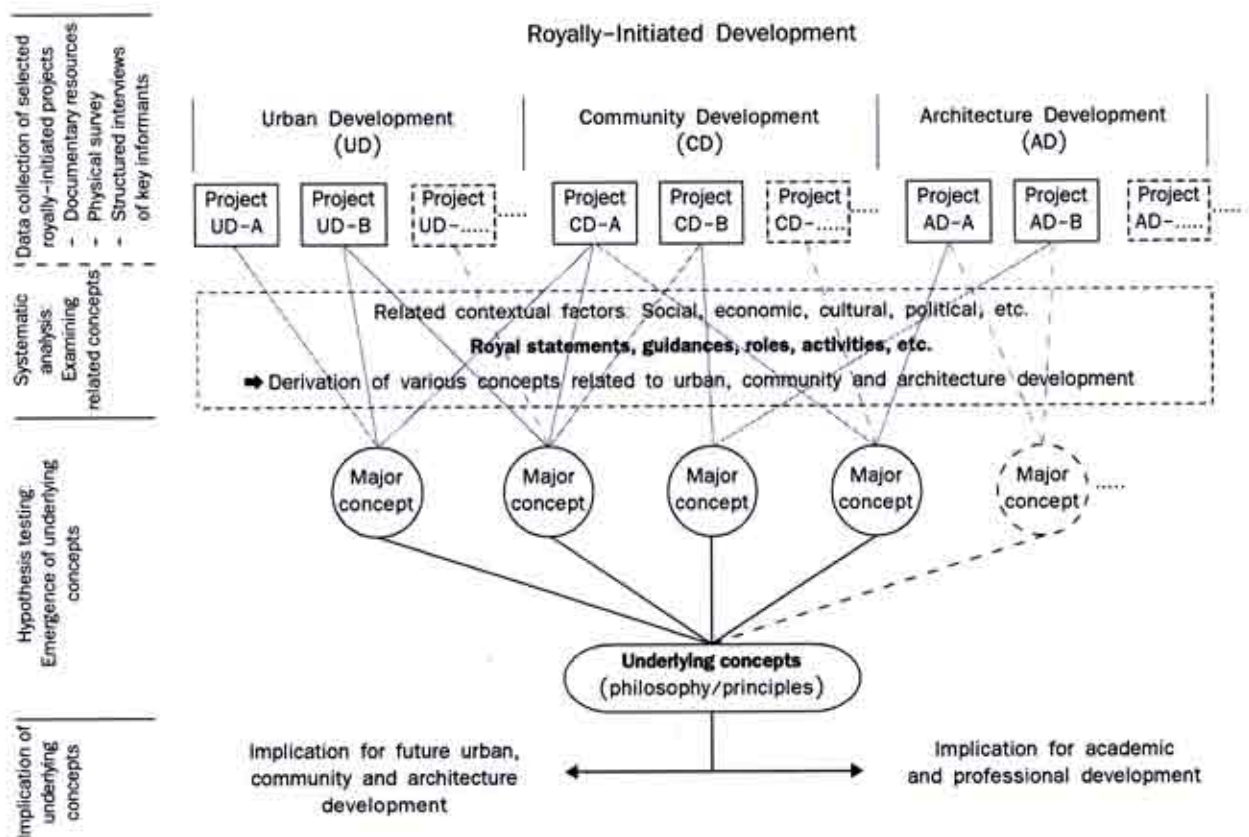 Royally-Initiated Development
Data collection of selected
royally-initiated projects
- Documentary resources
- Physical survey
- Structured interviews
of key informants
Urban Development
(UD)
Community Development
(CD)
Architecture Development
(AD)
Project
UD-A
Project
UD-B
Project
UD-.....
.....
Project
CD-A
Project
CD-B
Project
CD-.....
.....
Project
AD-A
Project
AD-B
Project
AD-.....
.....
Systematic
analysis:
Examining
related concepts
Related contextual factors: Social, economic, cultural, political, etc.
Royal statements, guidances, roles, activities, etc.
➡ Derivation of various concepts related to urban, community and architecture development
Hypothesis testing:
Emergence of underlying
concepts
Major
concept
Major
concept
Major
concept
Major
concept
Major
concept
.....
Underlying concepts
(philosophy/principles)
Implication of
underlying
concepts
Implication for future urban,
community and architecture
development
Implication for academic
and professional development